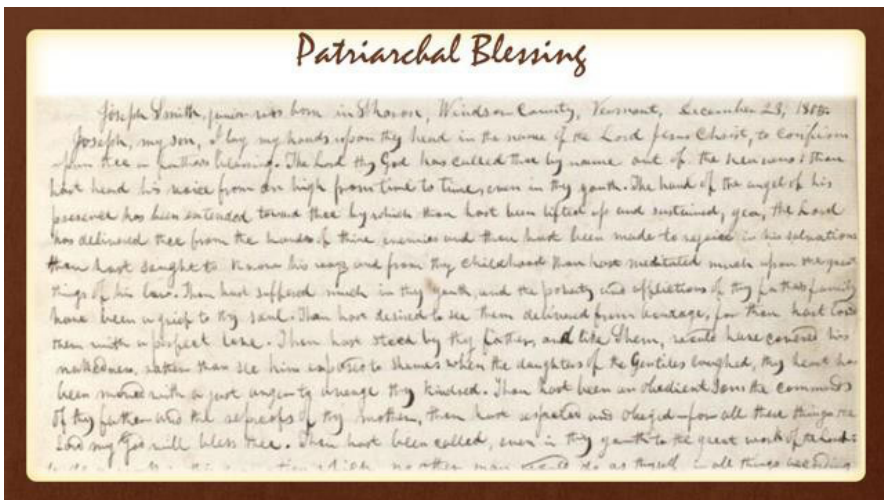 Patriarchal Blessing
Joseph Smith, junior was born in Sharon, Windsor County, Vermont, December 23, 1805.
Joseph, my son, I lay my hands upon thy head in the name of the Lord Jesus Christ, to confirm
upon thee a father's blessing. The Lord thy God has called thee by name out of the heavens: thou
hast heard his voice from on high from time to time, even in thy youth. The hand of the angel of his
presence has been extended toward thee by which thou hast been lifted up and sustained; yea, the Lord
has delivered thee from the hands of thine enemies: and thou hast been made to rejoice in his salvation:
thou hast sought to know his ways, and from thy childhood thou hast meditated much upon the great
things of his law. Thou hast suffered much in thy youth, and the poverty and afflictions of thy father's family
have been a grief to thy soul. Thou hast desired to see them delivered from bondage, for thou hast loved
them with a perfect love. Thou hast stood by thy father, and like Shem, would have covered his
nakedness, rather than see him exposed to shame: when the daughters of the Gentiles laughed, thy heart has
been moved with a just anger to avenge thy kindred. Thou hast been an obedient son: the commands
of thy father and the reproofs of thy mother, thou hast respected and obeyed—for all these things the
Lord my God will bless thee. Thou hast been called, even in thy youth to the great work of the Lord:
no other man as thyself, in all things according